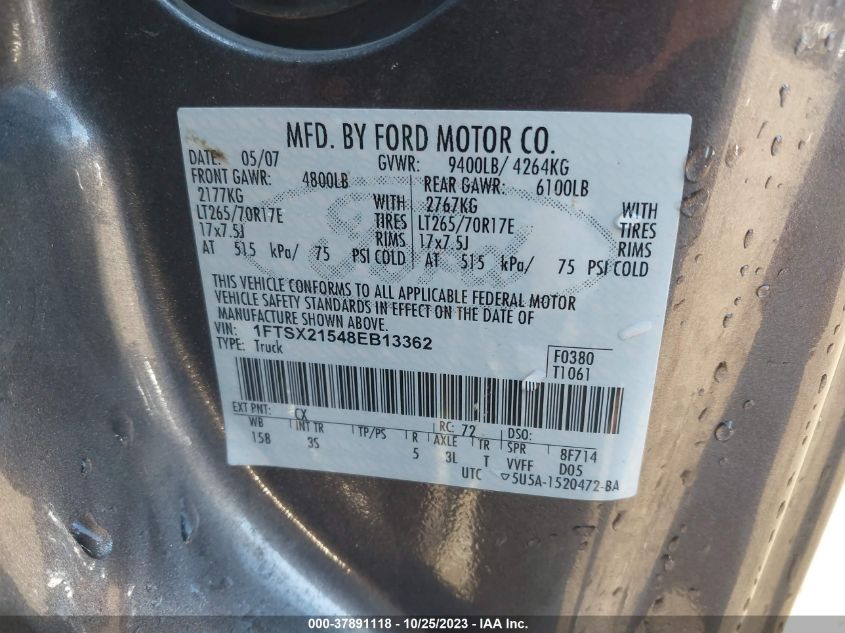 MFD. BY FORD MOTOR CO.
DATE: 05/07 GVWR: 9400LB/ 4264KG
FRONT GAWR: 4800LB REAR GAWR: 6100LB
2177KG WITH 2767KG WITH
LT265/70R17E TIRES LT265/70R17E TIRES
17x7.5J RIMS 17x7.5J RIMS
AT 515 kPa/ 75 PSI COLD AT 515 kPa/ 75 PSI COLD
THIS VEHICLE CONFORMS TO ALL APPLICABLE FEDERAL MOTOR
VEHICLE SAFETY STANDARDS IN EFFECT ON THE DATE OF
MANUFACTURE SHOWN ABOVE.
VIN: 1FTSX21548EB13362
TYPE: Truck
F0380
T1061
EXT PNT: CX RC: 72 DSO:
WB INT TR TP/PS R AXLE TR SPR 8F714
158 3S 5 3L T VVFF D05
UTC ▽5U5A-1520472-BA
000-37891118 - 10/25/2023 - IAA Inc.